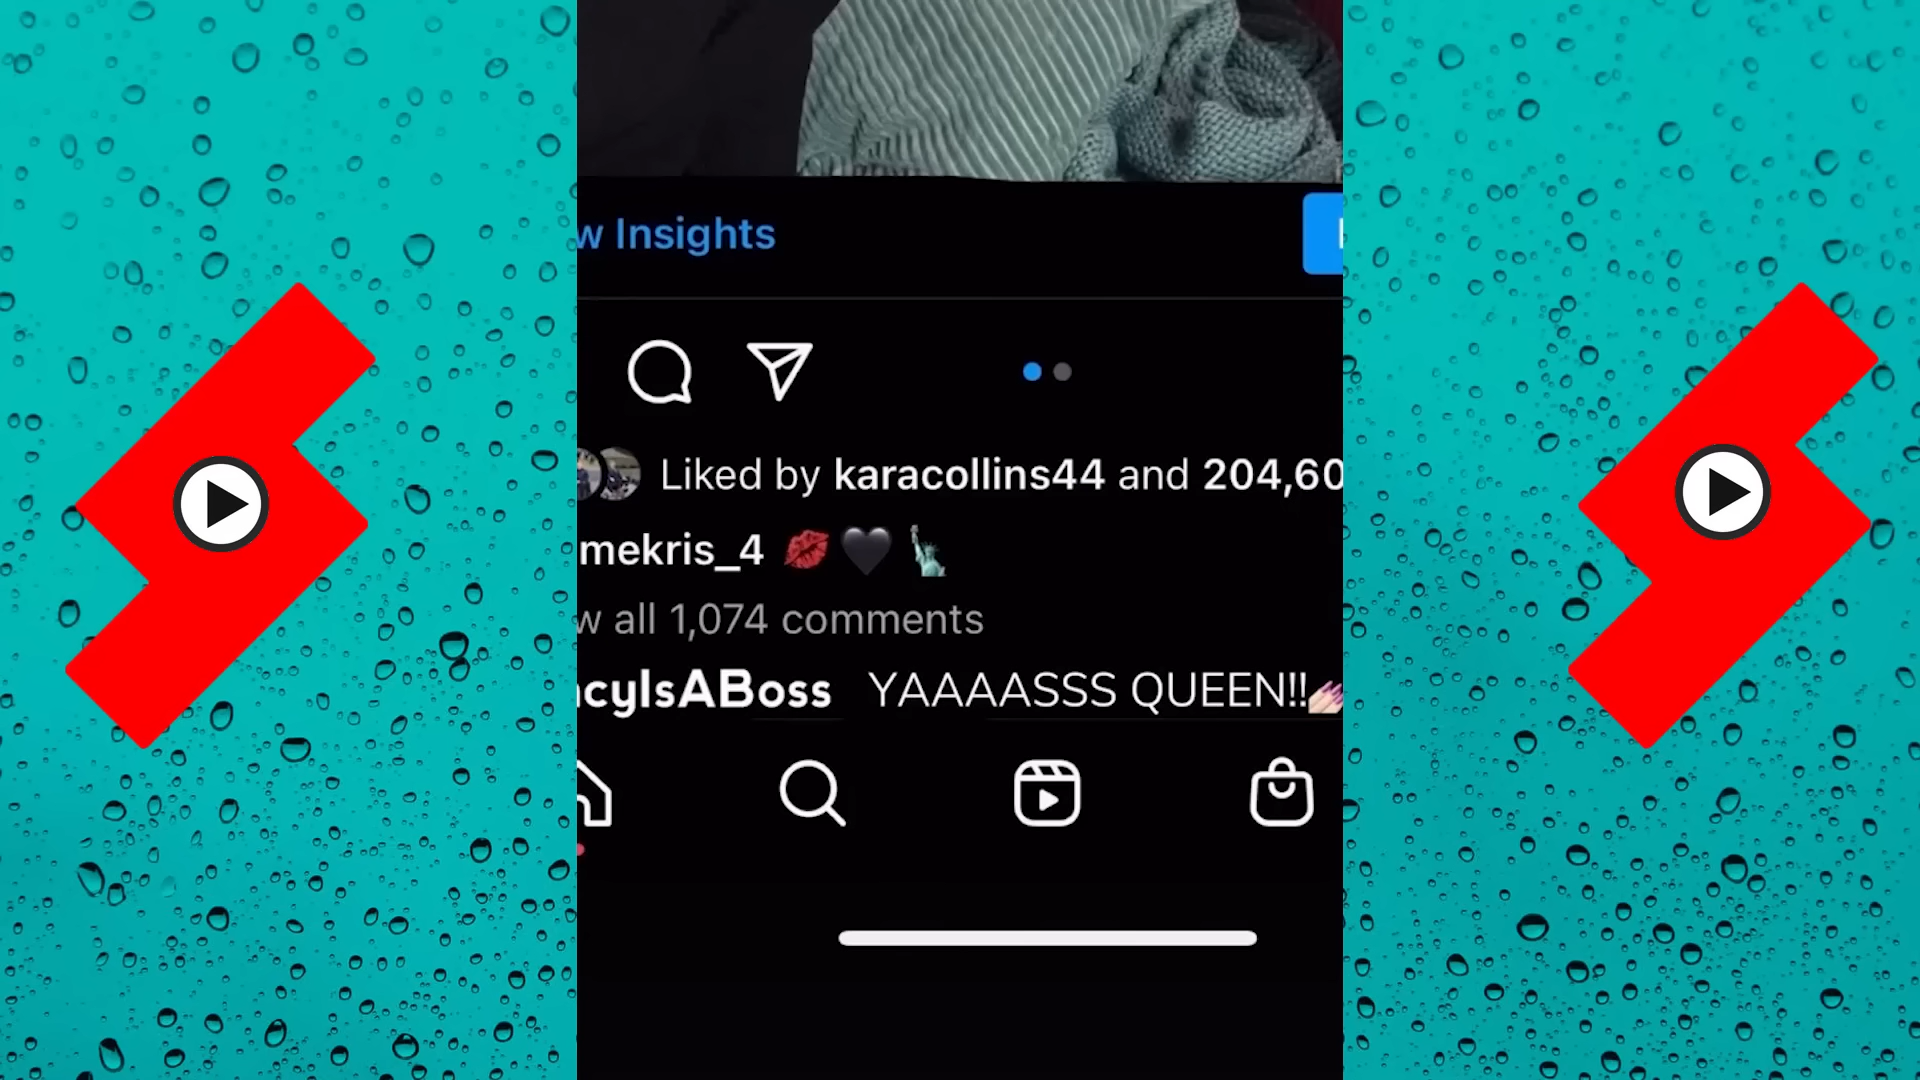 w Insights
Liked by karacollins44 and 204,60
mekris_4 💋🖤🗽
w all 1,074 comments
cyIsABoss YAAAASSS QUEEN!!💅🏻